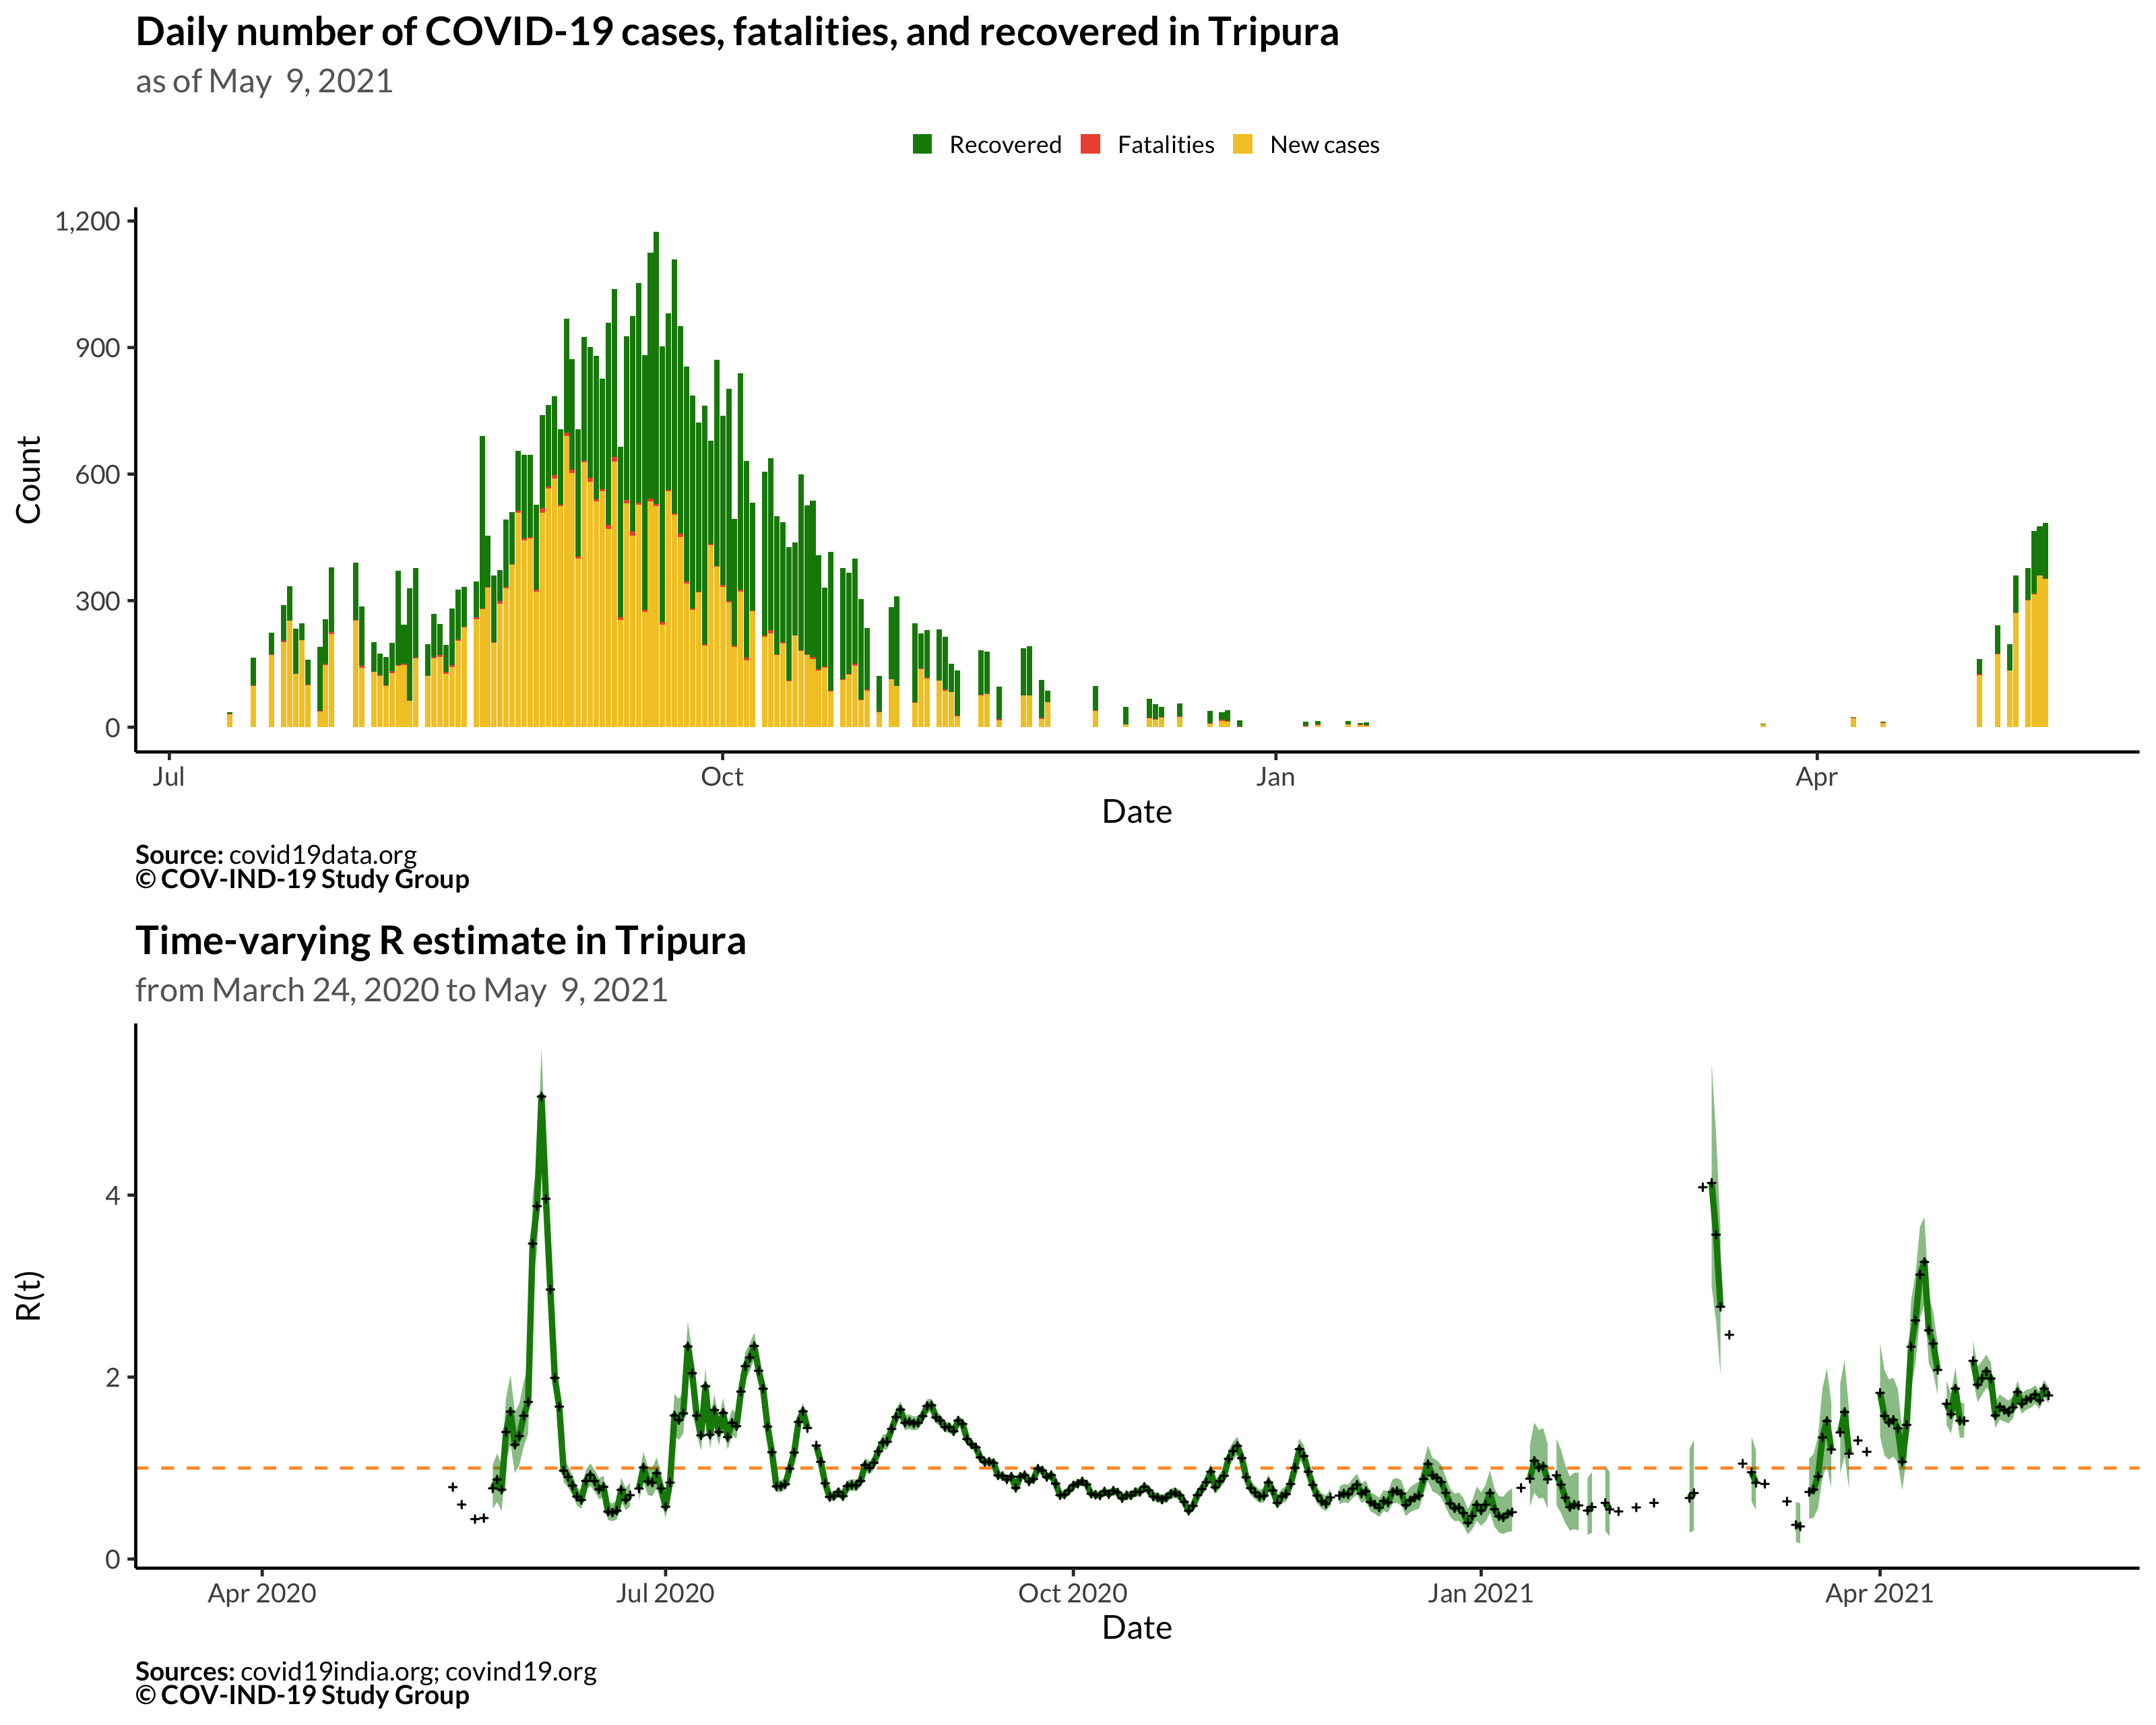 Daily number of COVID-19 cases, fatalities, and recovered in Tripura
as of May  9, 2021
Recovered Fatalities New cases
Count
1,200
900
600
300
0
Jul Oct Jan Apr
Date
Source: covid19data.org
© COV-IND-19 Study Group
Time-varying R estimate in Tripura
from March 24, 2020 to May  9, 2021
R(t)
4
2
0
Apr 2020 Jul 2020 Oct 2020 Jan 2021 Apr 2021
Date
Sources: covid19india.org; covind19.org
© COV-IND-19 Study Group